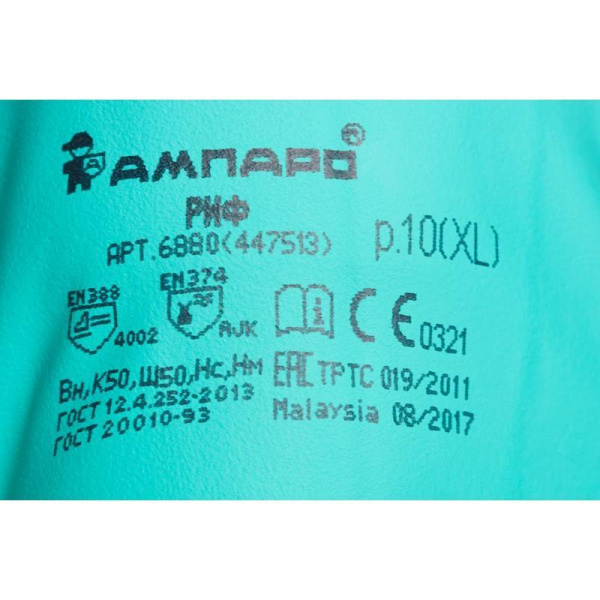 АМПАРО
РИФ
АРТ.6880(447513) р.10(XL)
EN388 4002
EN374 AJK
CE 0321
Вн,К50,Щ50,Нс,Нм
ГОСТ 12.4.252-2013
ГОСТ 20010-93
EAC ТРТС 019/2011
Malaysia 08/2017